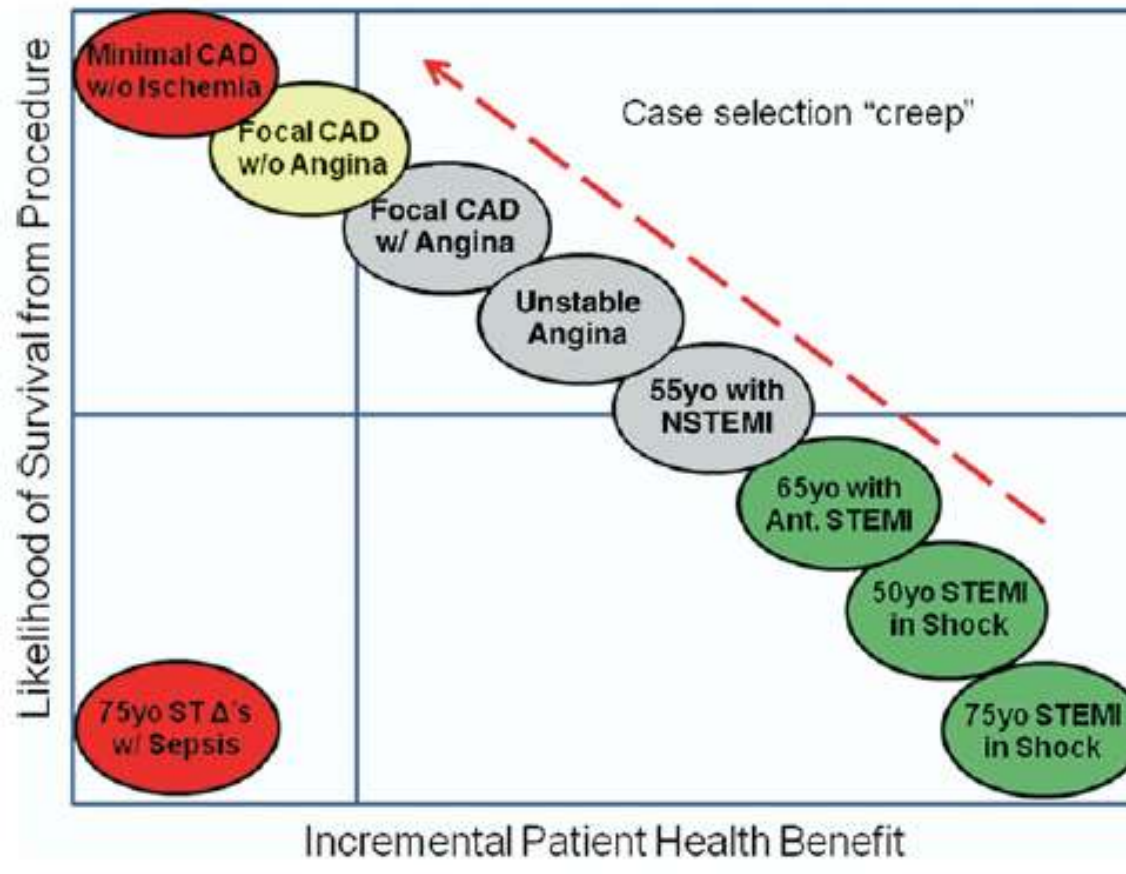 Likelihood of Survival from Procedure
Minimal CAD
w/o Ischemia
Focal CAD
w/o Angina
Focal CAD
w/ Angina
Unstable
Angina
55yo with
NSTEMI
65yo with
Ant. STEMI
50yo STEMI
in Shock
75yo STEMI
in Shock
75yo ST Δ's
w/ Sepsis
Case selection “creep”
Incremental Patient Health Benefit